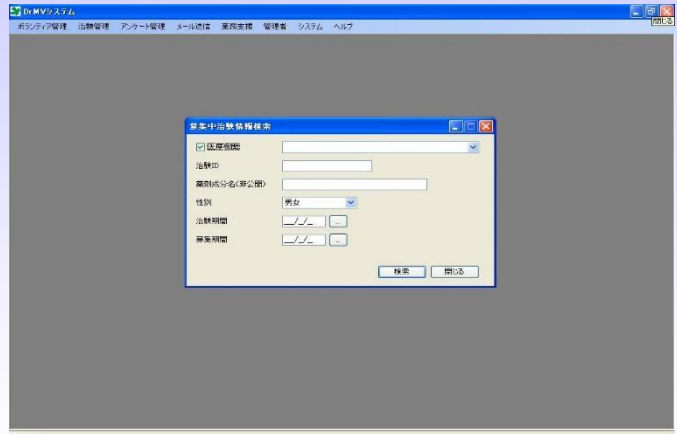 DrMVシステム
ボランティア管理 治験管理 アンケート管理 メール送信 業務支援 管理者 システム ヘルプ
閉じる
募集中治験情報検索
医療機関
治験ID
薬剤成分名(非公開)
性別 男女
治験期間 __/_/_ ..
募集期間 __/_/_ ..
検索 閉じる